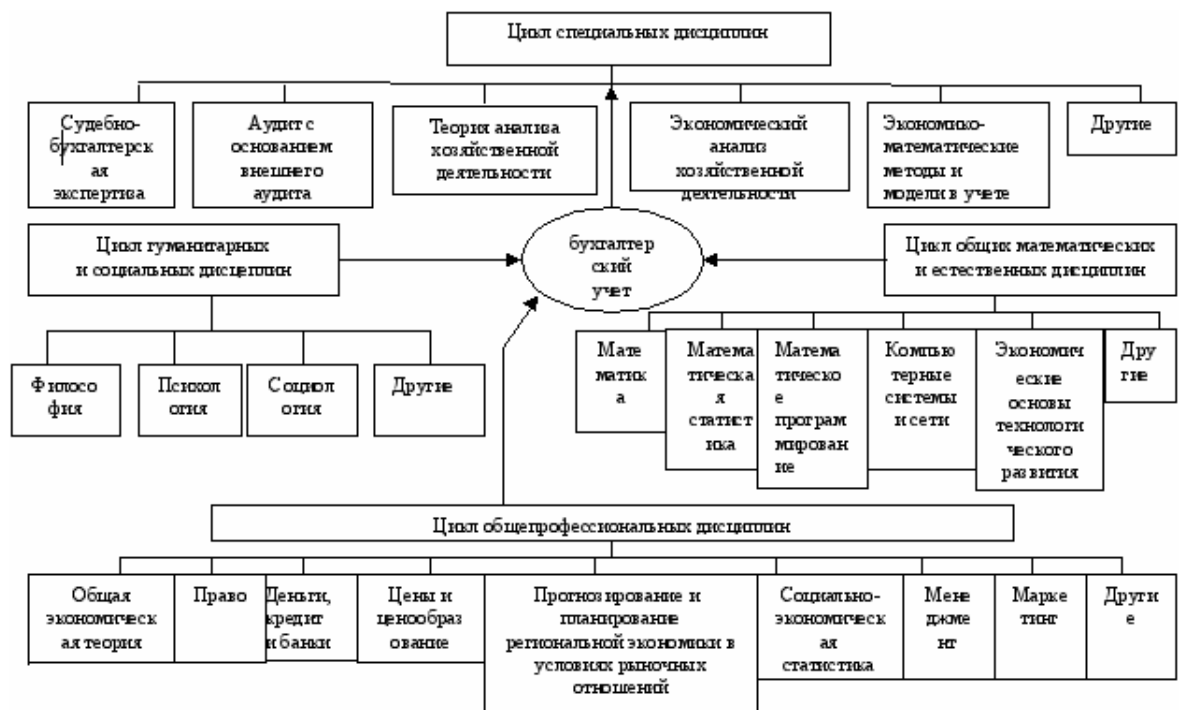 Цикл специальных дисциплин
Судебно-
бухгалтерск
ая
экспертиза
Аудит с
основанием
внешнего
аудита
Теория анализа
хозяйственной
деятельности
Экономический
анализ
хозяйственной
деятельности
Экономико-
математические
методы и
модели в учете
Другие
Цикл гуманитарных
и социальных дисцеплин
бухгалтер
ский
учет
Цикл общих математических
и естественных дисциплин
Филосо
фия
Психол
огия
Социол
огия
Другие
Мате
матик
а
Матема
тическа
я
статист
ика
Матема
тическо
е
програм
мирован
ие
Компью
терные
системы
и сети
Экономич
еские
основы
технологи
ческого
развития
Дру
гие
Цикл общепрофессиональных дисциплин
Общая
экономическ
ая теория
Право
Деньги,
кредит
и банки
Цены и
ценообраз
ование
Прогнозирование и
планирование
региональной экономики в
условиях рыночных
отношений
Социально-
экономическ
ая
статистика
Мене
джме
нт
Марке
тинг
Други
е